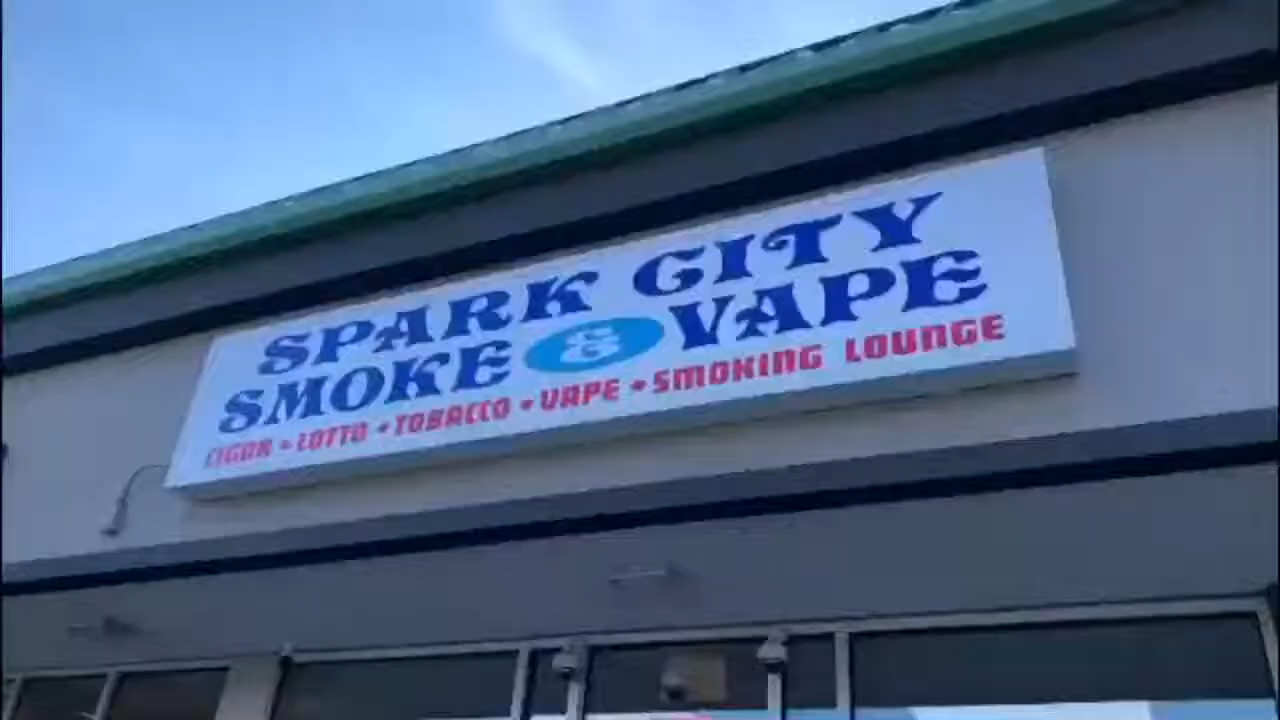 SPARK CITY
SMOKE & VAPE
CIGAR • LOTTO • TOBACCO • VAPE • SMOKING LOUNGE